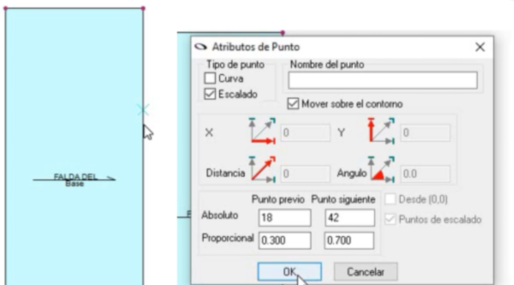 FALDA DEL
Base
Atributos de Punto
Tipo de punto
Curva
Escalado
Nombre del punto
Mover sobre el contorno
X 0 Y 0
Distancia 0 Angulo 0.0
Punto previo Punto siguiente
Desde (0,0)
Absoluto 18 42
Puntos de escalado
Proporcional 0.300 0.700
OK Cancelar